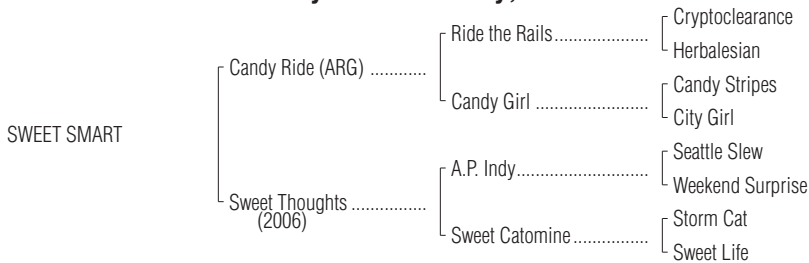 Cryptoclearance
Ride the Rails....................
Herbalesian
Candy Ride (ARG) ............
Candy Stripes
Candy Girl ........................
City Girl
SWEET SMART
Seattle Slew
A.P. Indy............................
Weekend Surprise
Sweet Thoughts ................
(2006)
Storm Cat
Sweet Catomine................
Sweet Life